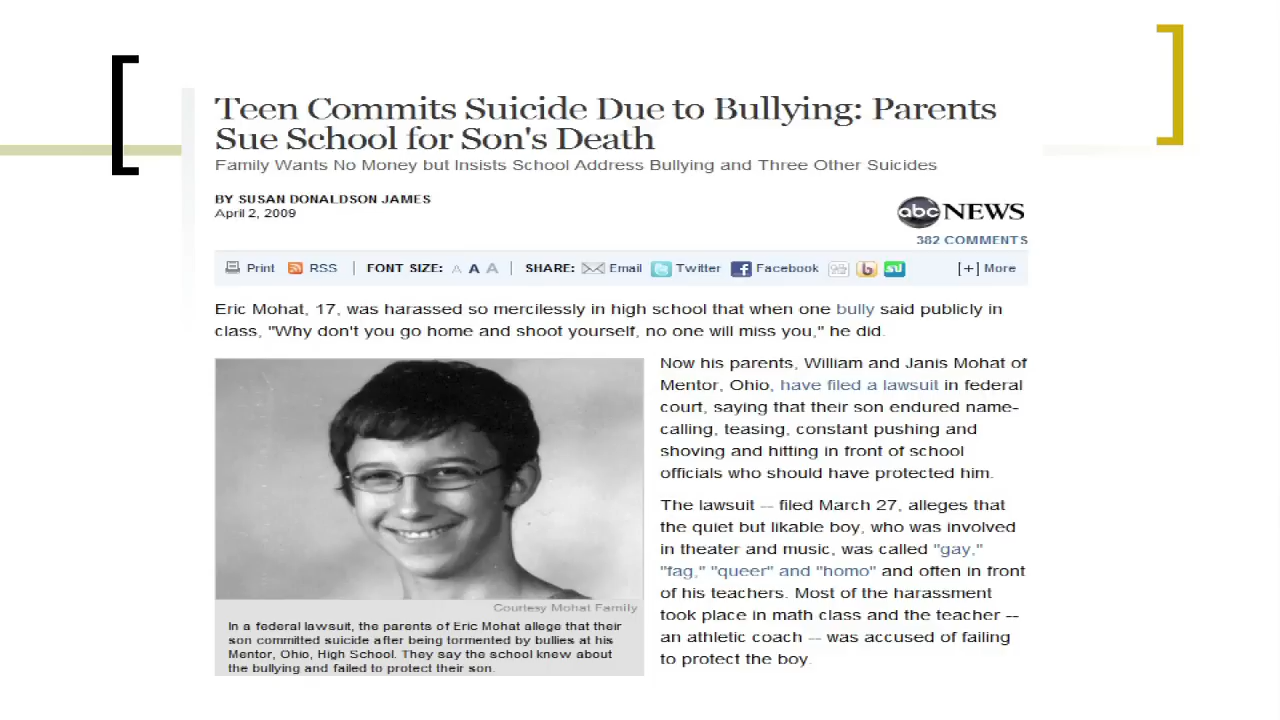 Teen Commits Suicide Due to Bullying: Parents
Sue School for Son's Death
Family Wants No Money but Insists School Address Bullying and Three Other Suicides
BY SUSAN DONALDSON JAMES
April 2, 2009
abc NEWS
382 COMMENTS
Print RSS | FONT SIZE: A A A | SHARE: Email Twitter Facebook [+] More
Eric Mohat, 17, was harassed so mercilessly in high school that when one bully said publicly in
class, "Why don't you go home and shoot yourself, no one will miss you," he did.
Courtesy Mohat Family
In a federal lawsuit, the parents of Eric Mohat allege that their
son committed suicide after being tormented by bullies at his
Mentor, Ohio, High School. They say the school knew about
the bullying and failed to protect their son.
Now his parents, William and Janis Mohat of
Mentor, Ohio, have filed a lawsuit in federal
court, saying that their son endured name-
calling, teasing, constant pushing and
shoving and hitting in front of school
officials who should have protected him.
The lawsuit -- filed March 27, alleges that
the quiet but likable boy, who was involved
in theater and music, was called "gay,"
"fag," "queer" and "homo" and often in front
of his teachers. Most of the harassment
took place in math class and the teacher --
an athletic coach -- was accused of failing
to protect the boy.